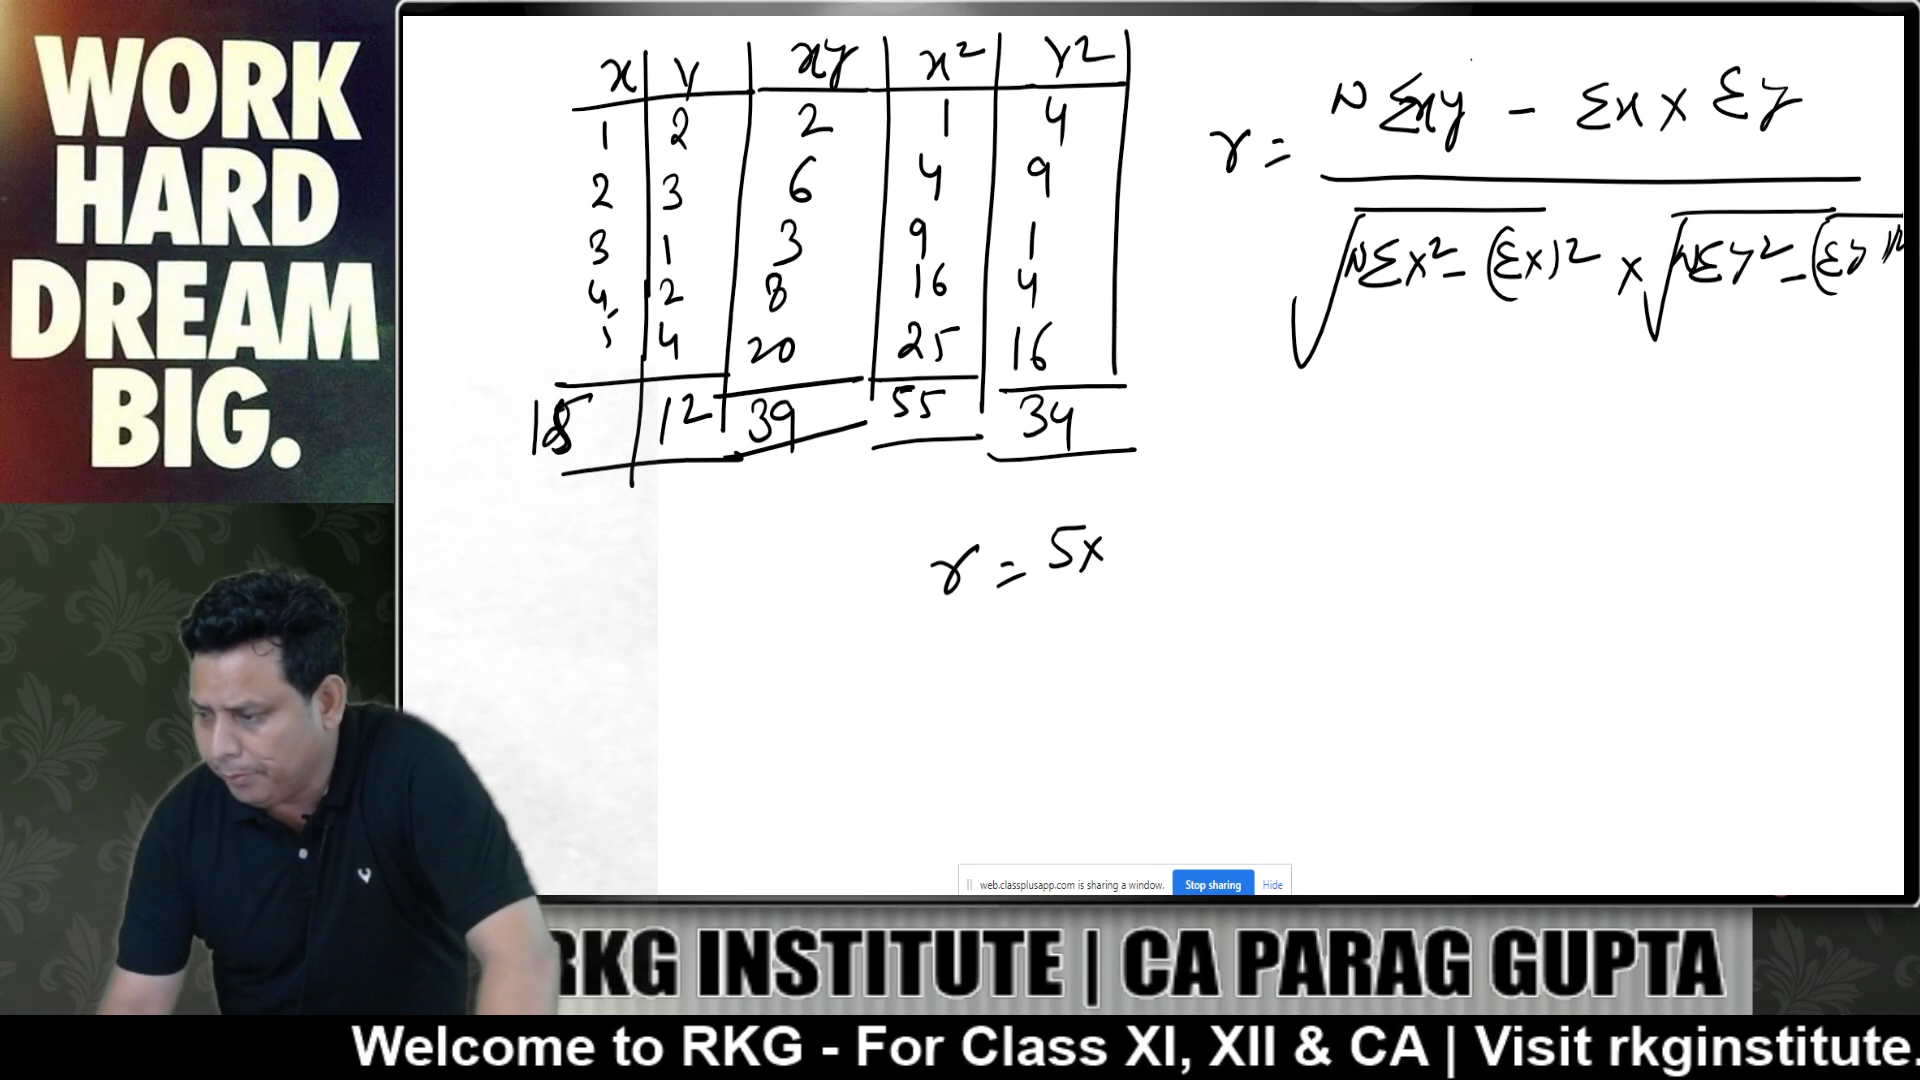 WORK
HARD
DREAM
BIG.
x y xy x² y²
1 2 2 1 4
2 3 6 4 9
3 1 3 9 1
4 2 8 16 4
5 4 20 25 16
15 12 39 55 34
r = N Σxy - Σx × Σy
√NΣx² - (Σx)² × √NΣy² - (Σy)²
r = 5x
web.classplusapp.com is sharing a window. Stop sharing Hide
RKG INSTITUTE | CA PARAG GUPTA
Welcome to RKG - For Class XI, XII & CA | Visit rkginstitute.